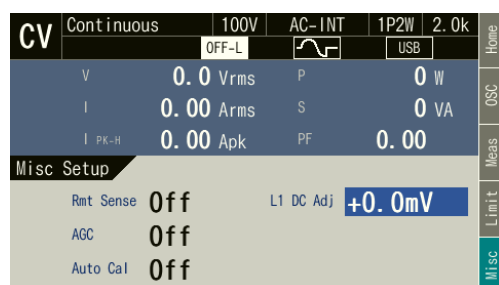 CV Continuous 100V AC-INT 1P2W 2.0k
OFF-L USB
V 0.0 Vrms P 0 W
I 0.00 Arms S 0 VA
I PK-H 0.00 Apk PF 0.00
Misc Setup
Rmt Sense Off L1 DC Adj +0.0mV
AGC Off
Auto Cal Off
Home
OSC
Meas
Limit
Misc